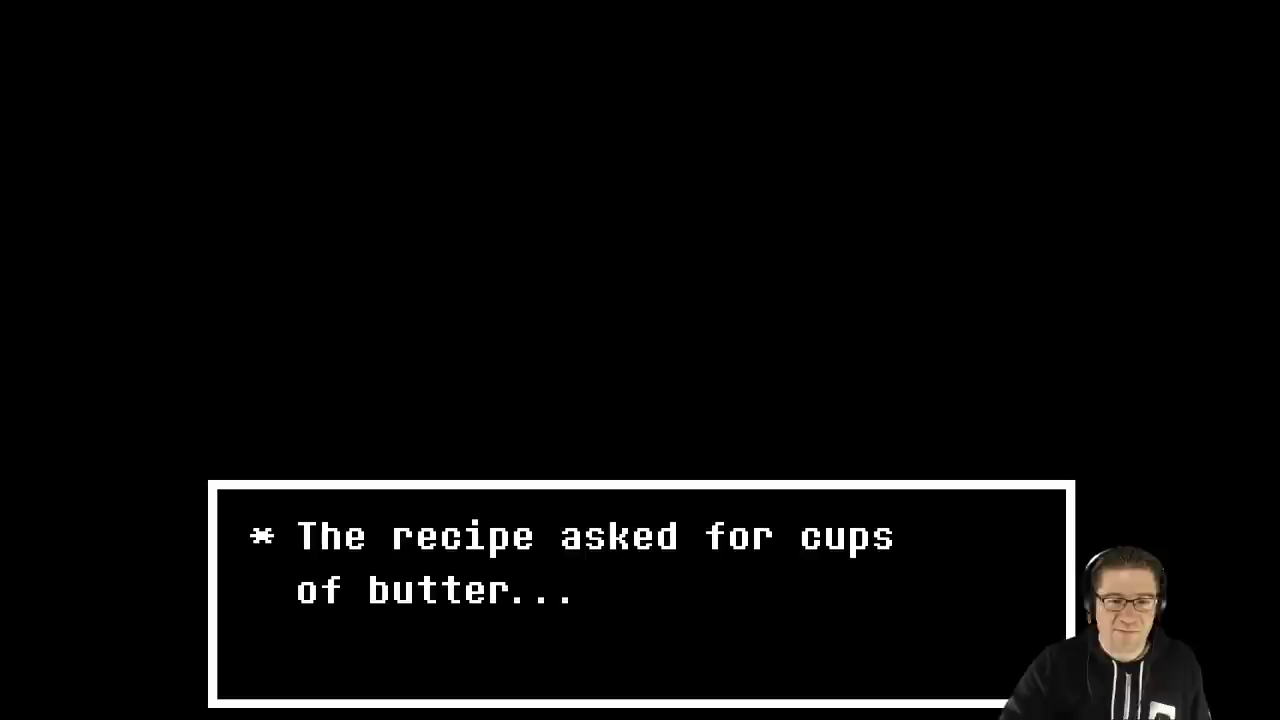 * The recipe asked for cups
of butter...